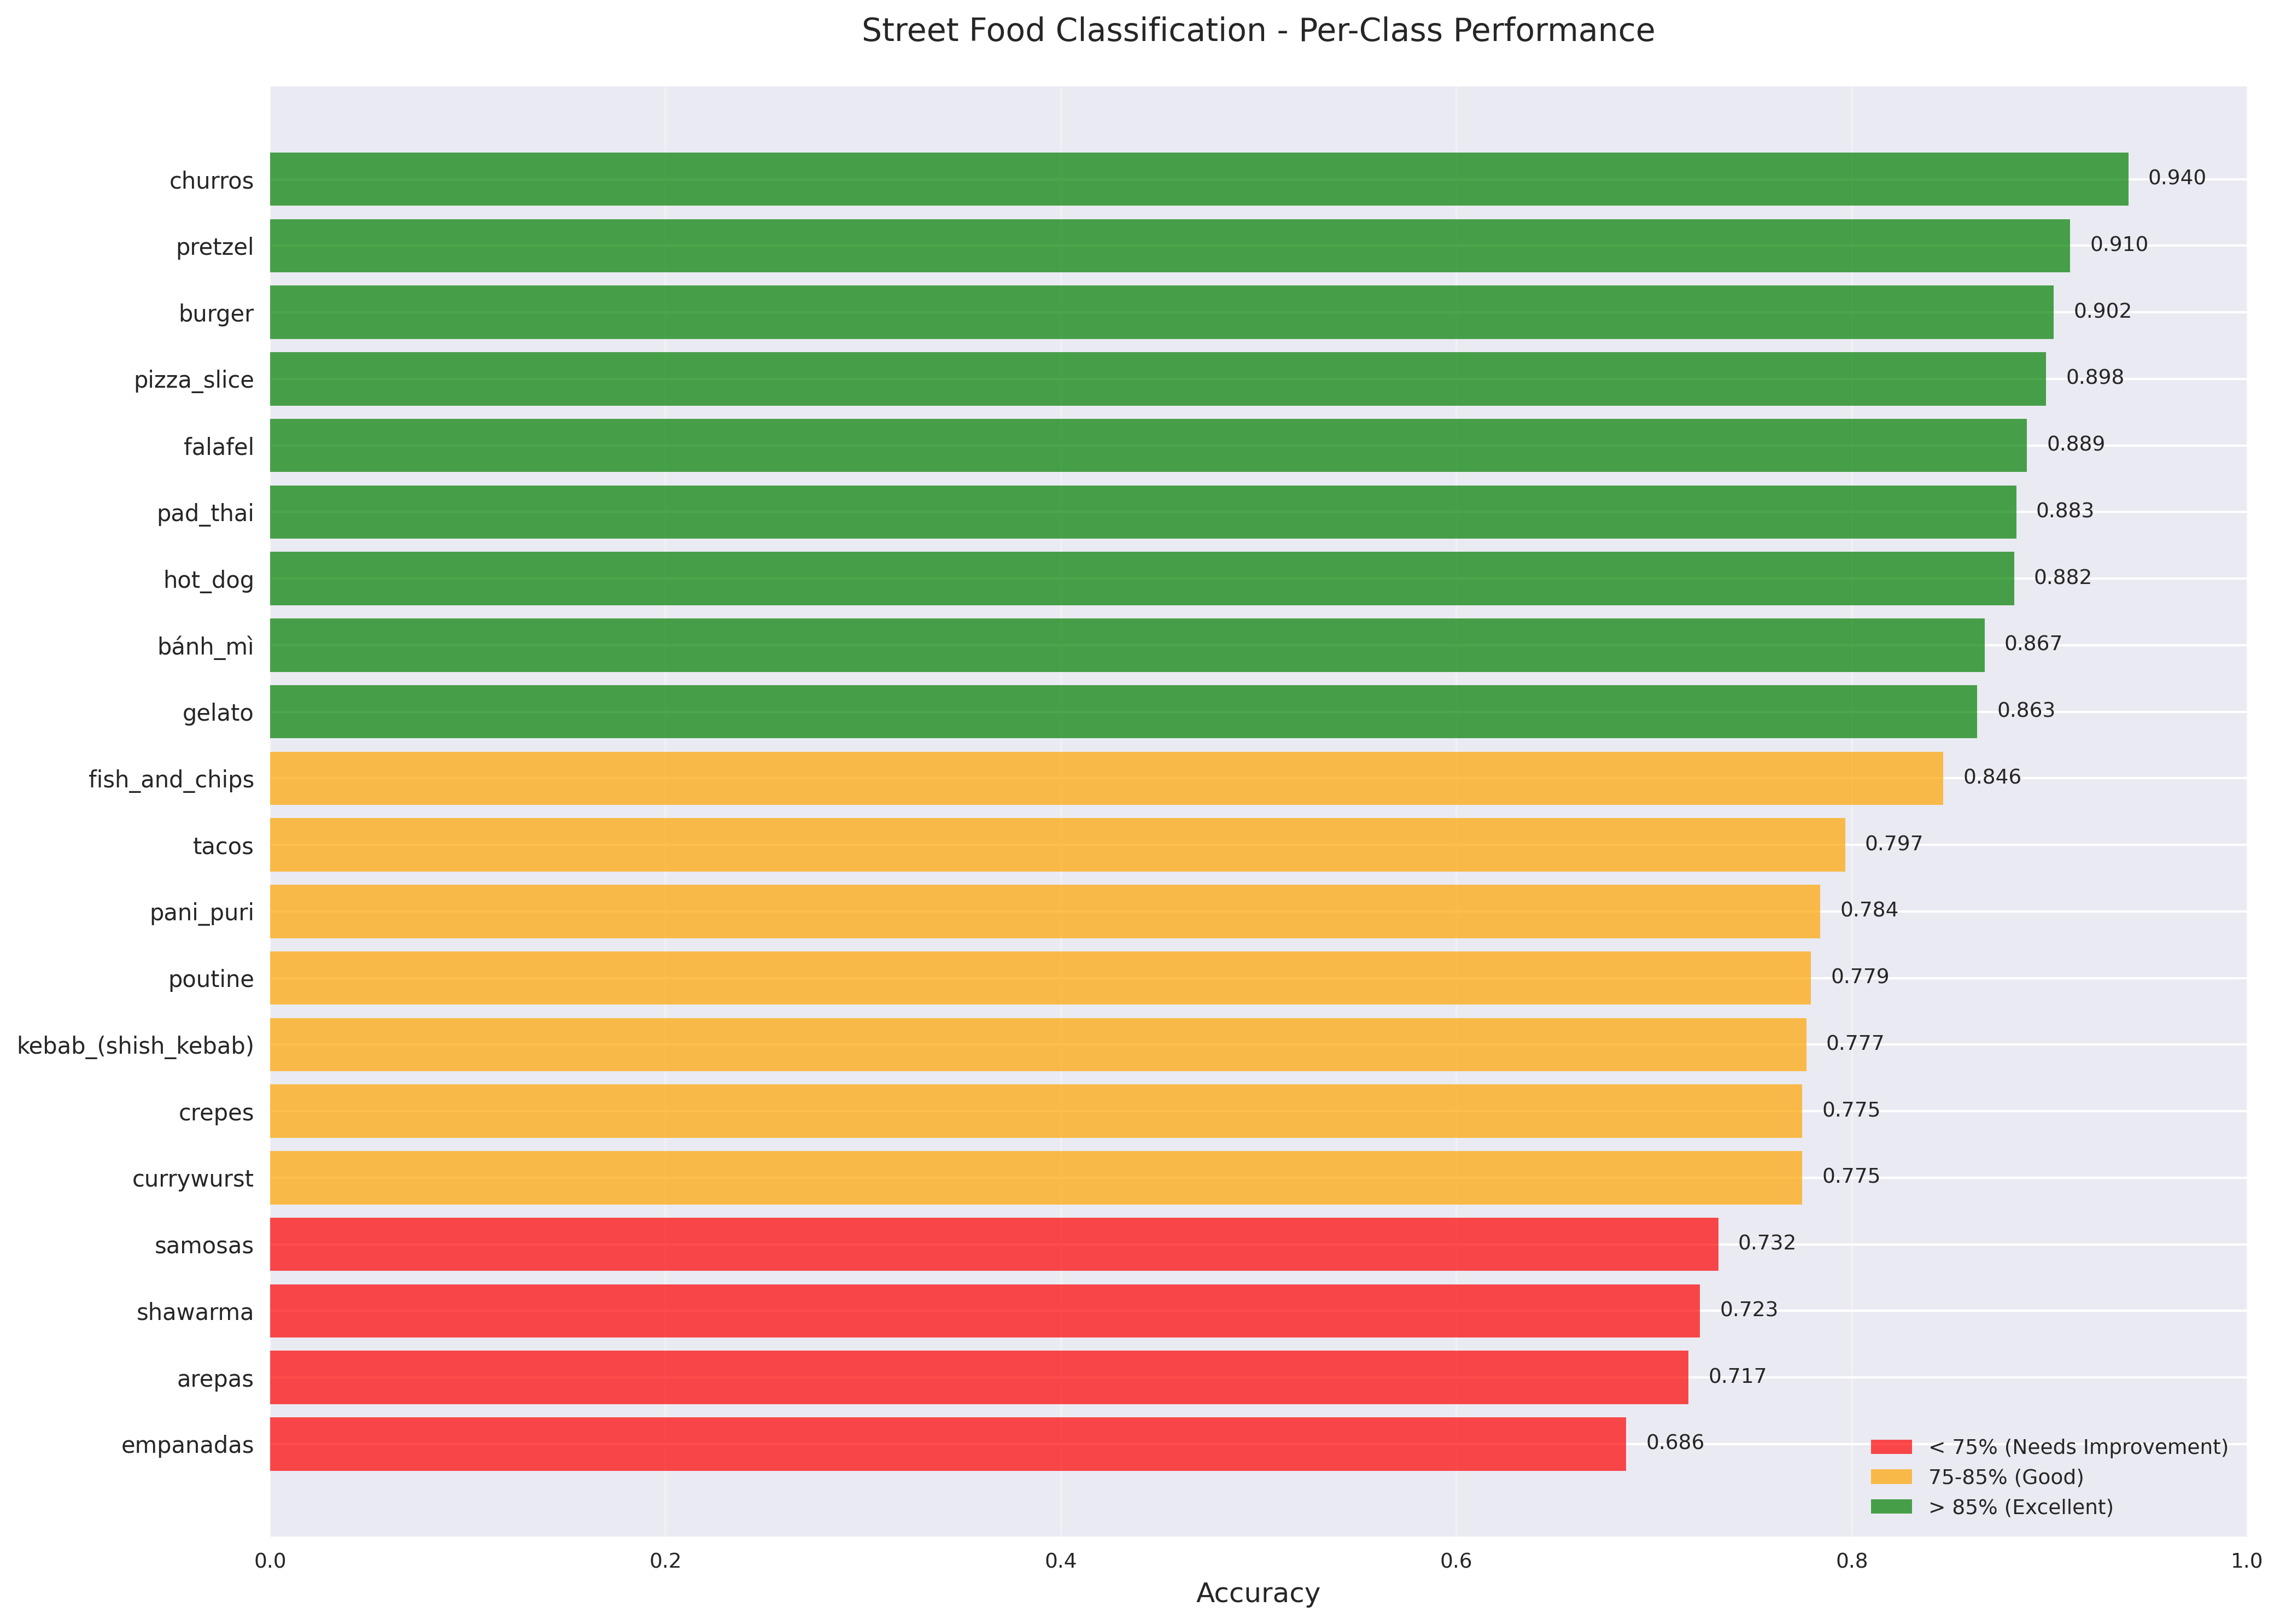 Street Food Classification - Per-Class Performance
churros 0.940
pretzel 0.910
burger 0.902
pizza_slice 0.898
falafel 0.889
pad_thai 0.883
hot_dog 0.882
bánh_mì 0.867
gelato 0.863
fish_and_chips 0.846
tacos 0.797
pani_puri 0.784
poutine 0.779
kebab_(shish_kebab) 0.777
crepes 0.775
currywurst 0.775
samosas 0.732
shawarma 0.723
arepas 0.717
empanadas 0.686
< 75% (Needs Improvement)
75-85% (Good)
> 85% (Excellent)
0.0 0.2 0.4 0.6 0.8 1.0
Accuracy